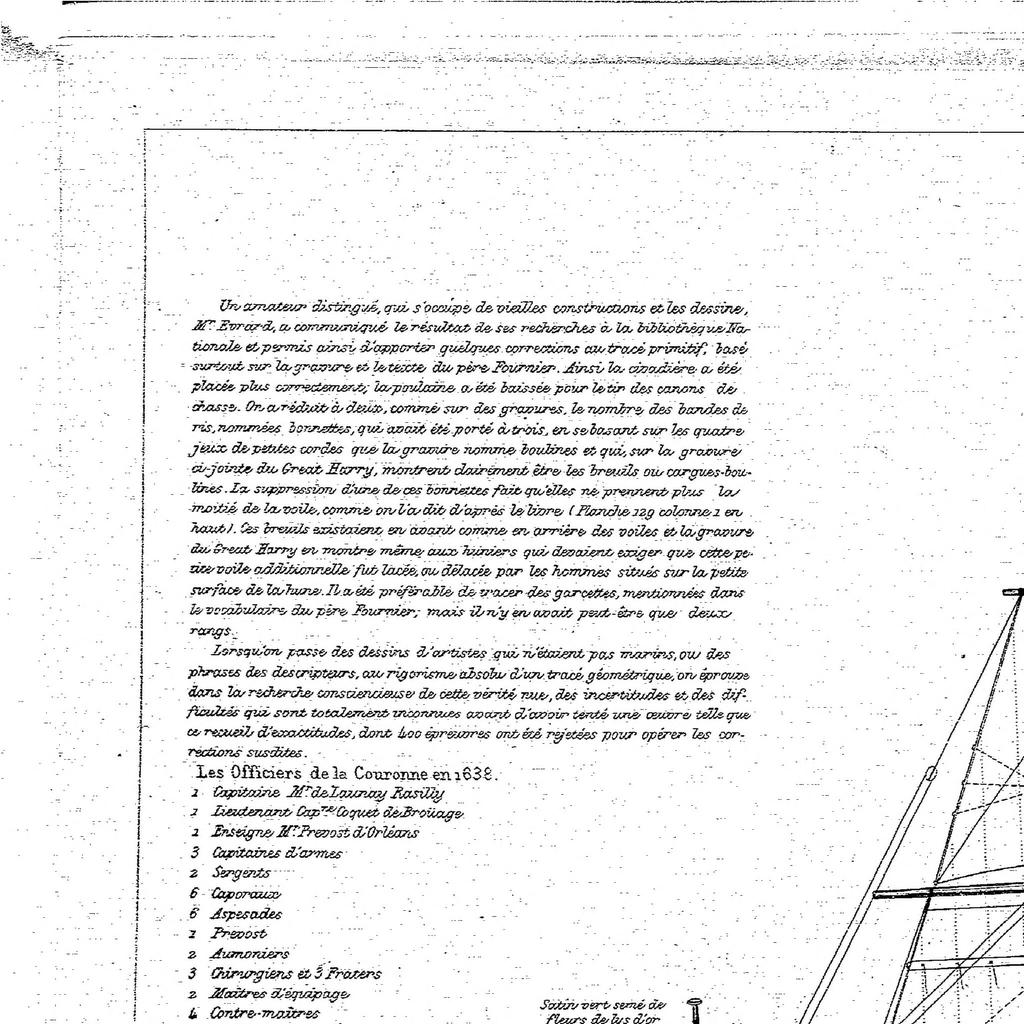 Un amateur distingué, qui s'occupe de vieilles constructions et les dessine,
Mr. Evrard, a communiqué le résultat de ses recherches à la bibliothèque Na-
tionale et permis ainsi d'apporter quelques corrections au tracé primitif, basé
surtout sur la gravure et le texte du père Fournier. Ainsi la civadière a été
placée plus correctement; la poulaine a été baissée pour le tir des canons de
chasse. On a réduit à deux, comme sur des gravures, le nombre des bandes de
ris, nommées bonnettes, qui avait été porté à trois, en se basant sur les quatre
jeux de petites cordes que la gravure nomme boulines et qui, sur la gravure
ci-jointe du Great Harry, montrent clairement être les breuils ou cargues-bou-
lines. La suppression d'une de ces bonnettes fait qu'elles ne prennent plus la
moitié de la voile, comme on l'a dit d'après le livre (Planche 129 colonne 1 en
haut). Ces breuils existaient en avant comme en arrière des voiles et la gravure
du Great Harry en montre même aux huniers qui devaient exiger que cette pe-
tite voile additionnelle fut lacée, ou délacée par les hommes situés sur la petite
surface de la hune. Il a été préférable de tracer des garcettes, mentionnées dans
le vocabulaire du père Fournier; mais il n'y en avait peut-être que deux
rangs.
Lorsqu'on passe des dessins d'artistes qui n'étaient pas marins, ou des
phrases des descripteurs, au rigorisme absolu d'un tracé géométrique, on éprouve
dans la recherche consciencieuse de cette vérité nue, des incertitudes et des dif-
ficultés qui sont totalement inconnues avant d'avoir tenté une œuvre telle que
ce recueil d'exactitudes, dont 400 épreuves ont été rejetées pour opérer les cor-
rections susdites.
Les Officiers de la Couronne en 1638.
1 Capitaine Mr. de Launay Rasilly
1 Lieutenant Capne Coquet de Broüage
1 Enseigne Mr. Prevost d'Orléans
3 Capitaines d'armes
2 Sergents
6 Caporaux
6 Aspesades
1 Prevost
2 Aumoniers
3 Chirurgiens et 3 Fraters
2 Maîtres d'équipage
4 Contre-maîtres
Satin vert semé de
fleurs de lys d'or